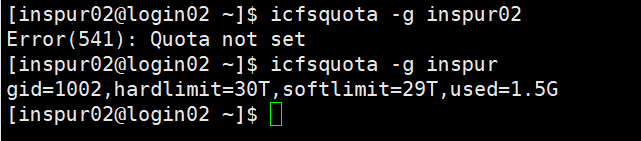 [inspur02@login02 ~]$ icfsquota -g inspur02
Error(541): Quota not set
[inspur02@login02 ~]$ icfsquota -g inspur
gid=1002,hardlimit=30T,softlimit=29T,used=1.5G
[inspur02@login02 ~]$